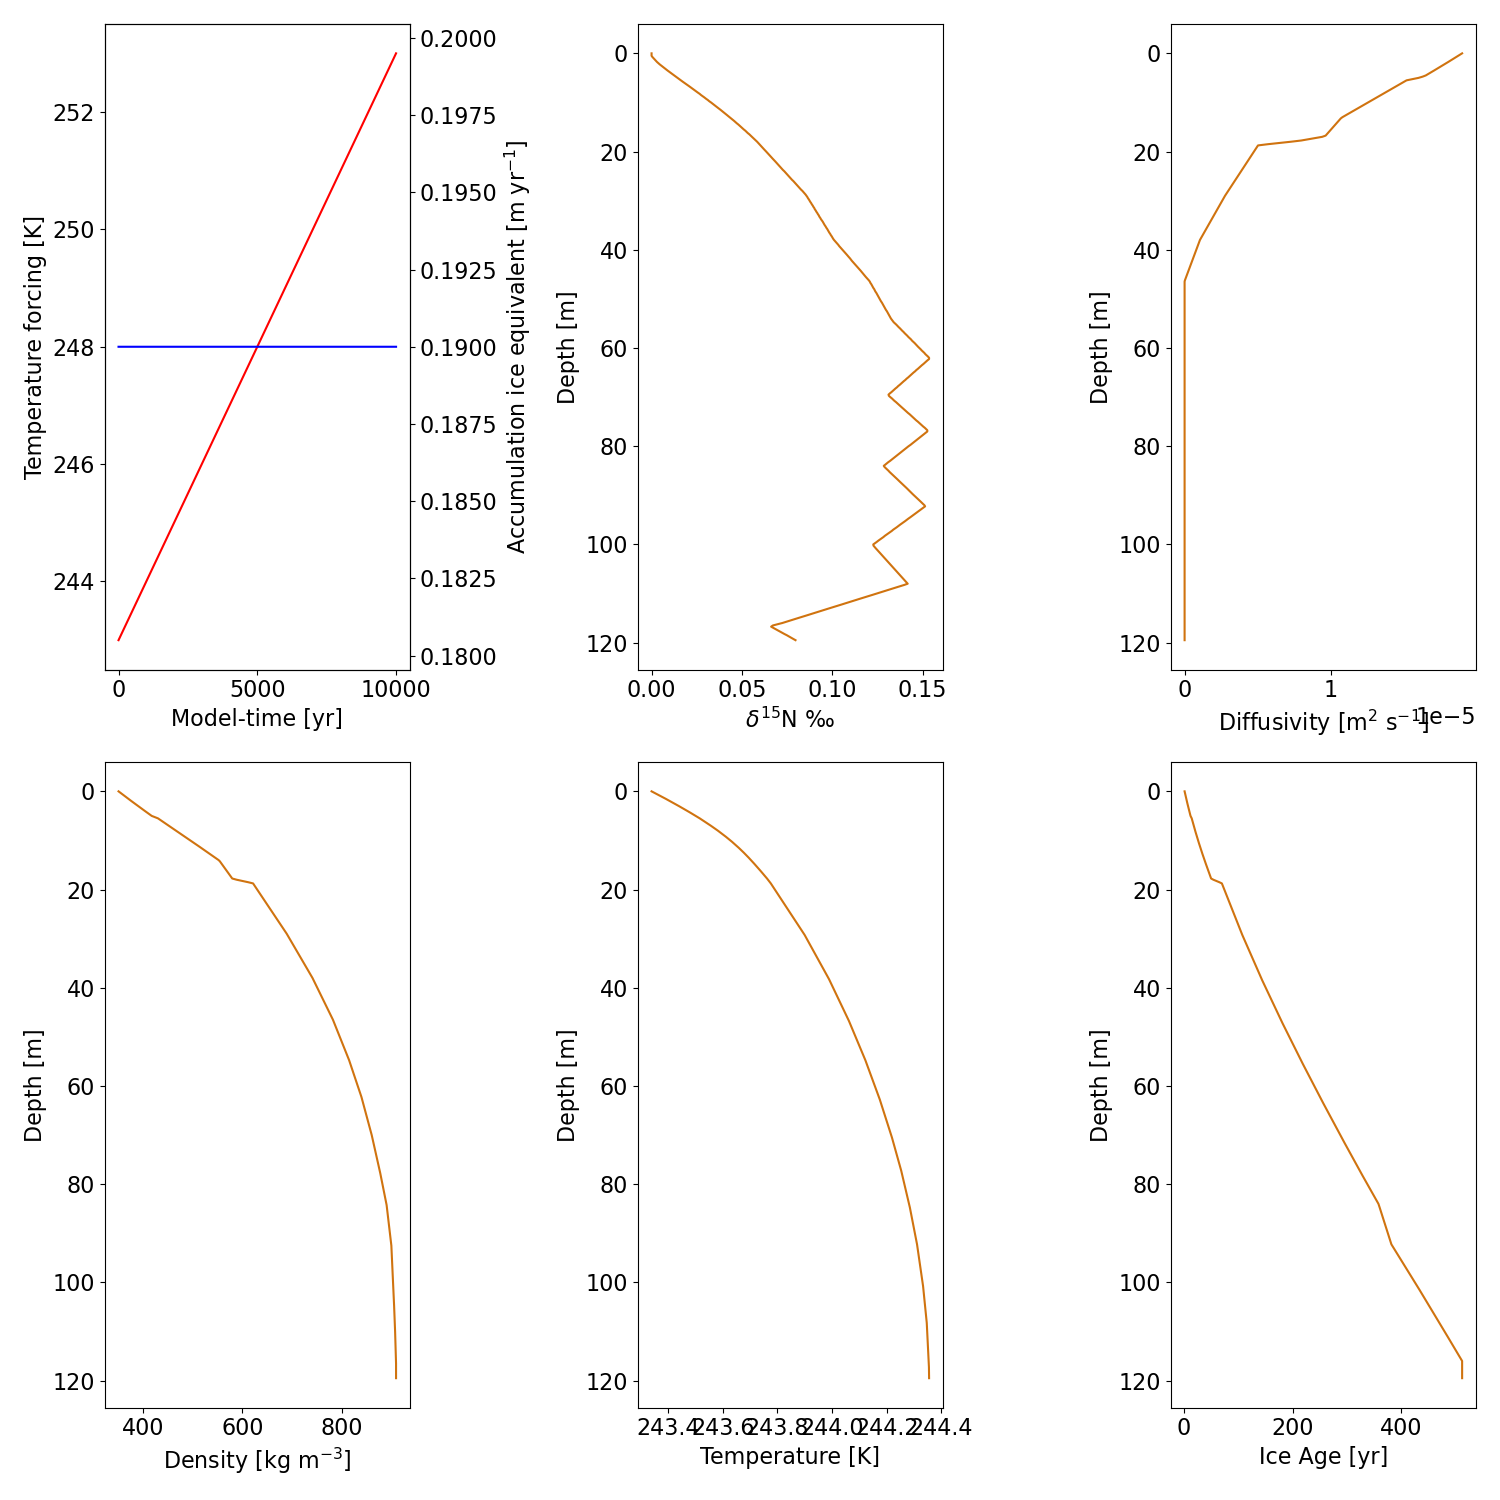 Temperature forcing [K]
252
250
248
246
244
0.2000
0.1975
0.1950
0.1925
0.1900
0.1875
0.1850
0.1825
0.1800
Accumulation ice equivalent [m yr⁻¹]
0 5000 10000
Model-time [yr]
Depth [m]
0
20
40
60
80
100
120
0.00 0.05 0.10 0.15
δ¹⁵N ‰
Depth [m]
0
20
40
60
80
100
120
0 1
1e−5
Diffusivity [m² s⁻¹]
Depth [m]
0
20
40
60
80
100
120
400 600 800
Density [kg m⁻³]
Depth [m]
0
20
40
60
80
100
120
243.4 243.6 243.8 244.0 244.2 244.4
Temperature [K]
Depth [m]
0
20
40
60
80
100
120
0 200 400
Ice Age [yr]